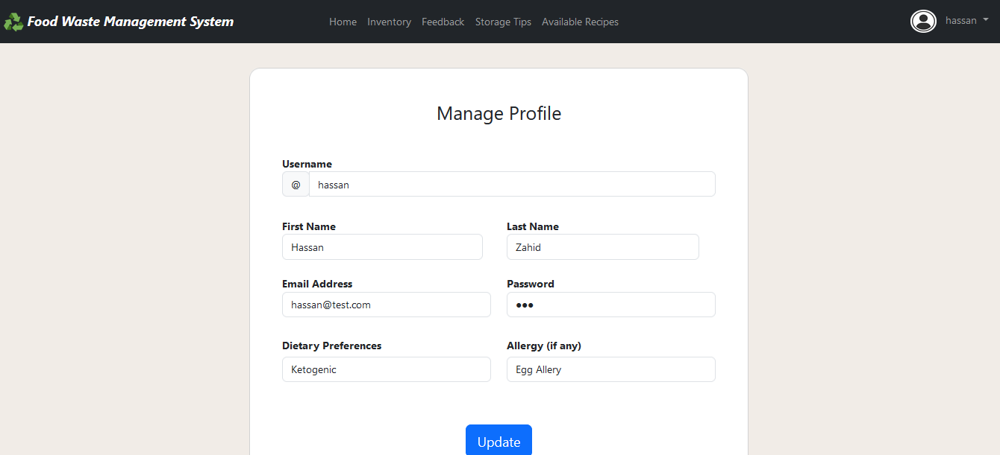 Food Waste Management System
Home Inventory Feedback Storage Tips Available Recipes
hassan
Manage Profile
Username
@ hassan
First Name Last Name
Hassan Zahid
Email Address Password
hassan@test.com ●●●
Dietary Preferences Allergy (if any)
Ketogenic Egg Allery
Update